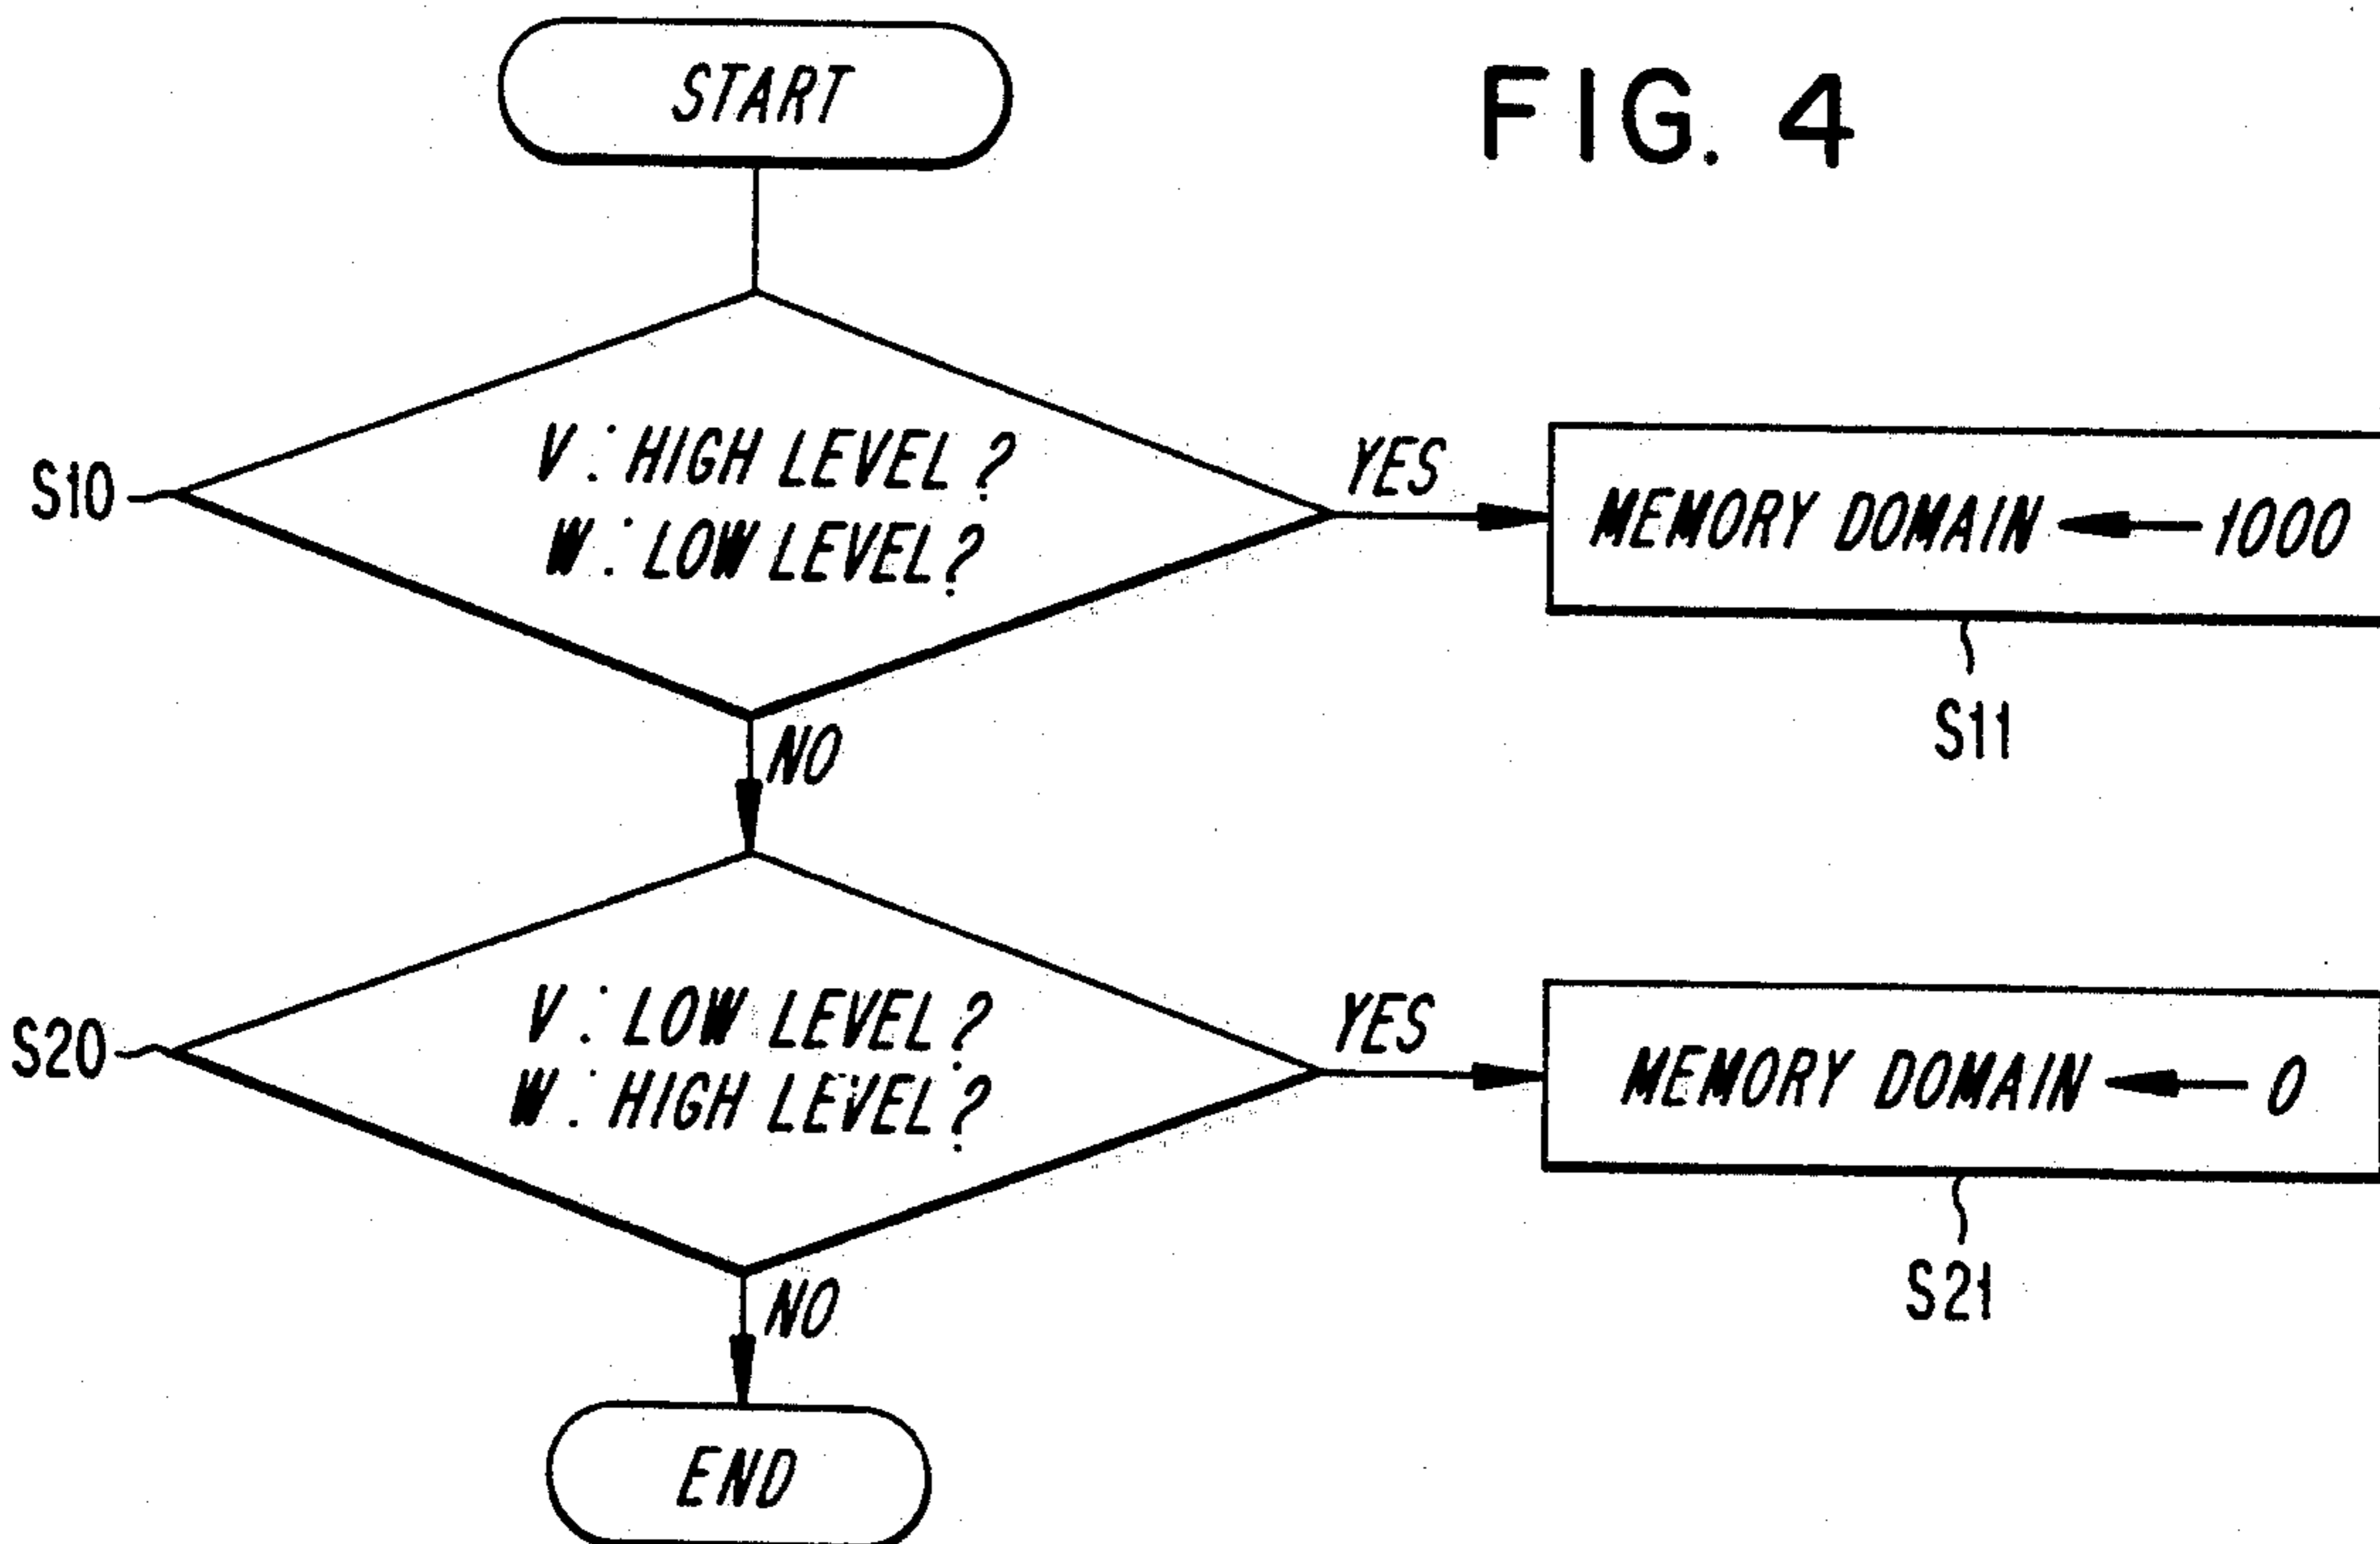 START
FIG. 4
V : HIGH LEVEL ?
W : LOW LEVEL ?
S10
YES
MEMORY DOMAIN ← 1000
S11
NO
V : LOW LEVEL ?
W : HIGH LEVEL ?
S20
YES
MEMORY DOMAIN ← 0
S21
NO
END